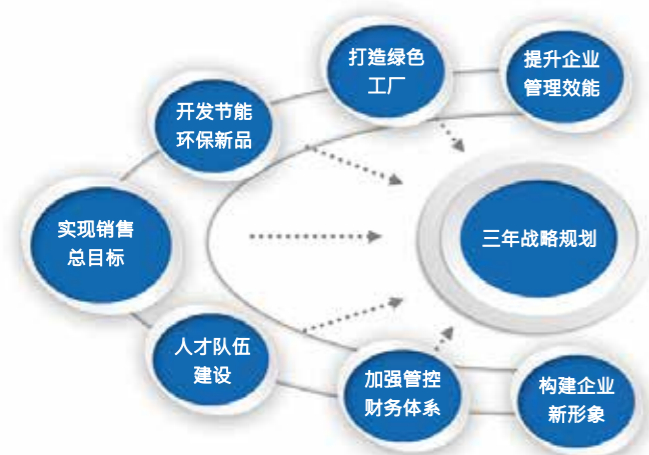 打造绿色
工厂
提升企业
管理效能
开发节能
环保新品
实现销售
总目标
三年战略规划
人才队伍
建设
加强管控
财务体系
构建企业
新形象